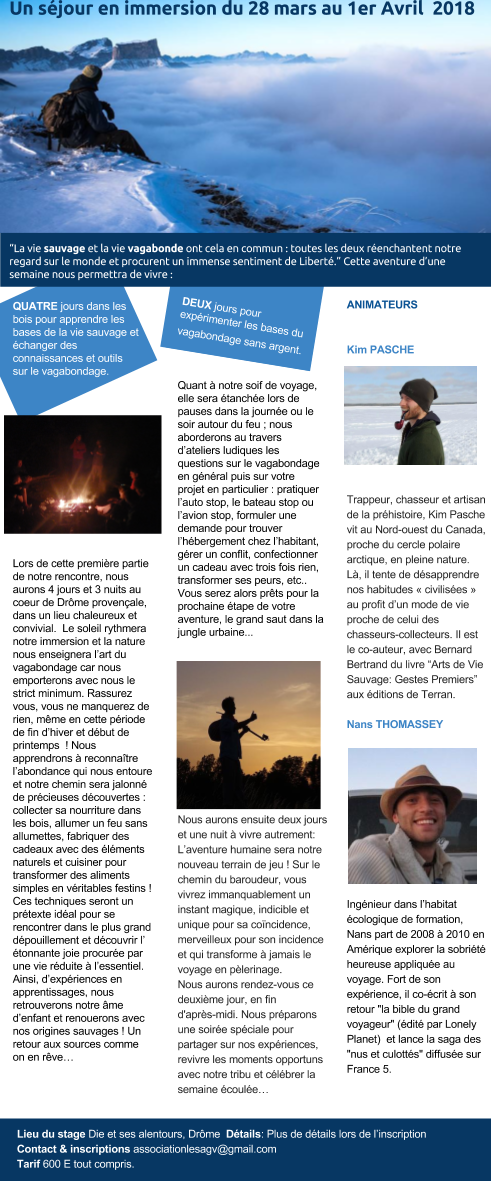 Un séjour en immersion du 28 mars au 1er Avril 2018
“La vie sauvage et la vie vagabonde ont cela en commun : toutes les deux réenchantent notre
regard sur le monde et procurent un immense sentiment de Liberté.” Cette aventure d’une
semaine nous permettra de vivre :
QUATRE jours dans les
bois pour apprendre les
bases de la vie sauvage et
échanger des
connaissances et outils
sur le vagabondage.
Lors de cette première partie
de notre rencontre, nous
aurons 4 jours et 3 nuits au
coeur de Drôme provençale,
dans un lieu chaleureux et
convivial. Le soleil rythmera
notre immersion et la nature
nous enseignera l’art du
vagabondage car nous
emporterons avec nous le
strict minimum. Rassurez
vous, vous ne manquerez de
rien, même en cette période
de fin d’hiver et début de
printemps ! Nous
apprendrons à reconnaître
l’abondance qui nous entoure
et notre chemin sera jalonné
de précieuses découvertes :
collecter sa nourriture dans
les bois, allumer un feu sans
allumettes, fabriquer des
cadeaux avec des éléments
naturels et cuisiner pour
transformer des aliments
simples en véritables festins !
Ces techniques seront un
prétexte idéal pour se
rencontrer dans le plus grand
dépouillement et découvrir l’
étonnante joie procurée par
une vie réduite à l’essentiel.
Ainsi, d’expériences en
apprentissages, nous
retrouverons notre âme
d’enfant et renouerons avec
nos origines sauvages ! Un
retour aux sources comme
on en rêve…
DEUX jours pour
expérimenter les bases du
vagabondage sans argent.
Quant à notre soif de voyage,
elle sera étanchée lors de
pauses dans la journée ou le
soir autour du feu ; nous
aborderons au travers
d’ateliers ludiques les
questions sur le vagabondage
en général puis sur votre
projet en particulier : pratiquer
l’auto stop, le bateau stop ou
l’avion stop, formuler une
demande pour trouver
l’hébergement chez l’habitant,
gérer un conflit, confectionner
un cadeau avec trois fois rien,
transformer ses peurs, etc..
Vous serez alors prêts pour la
prochaine étape de votre
aventure, le grand saut dans la
jungle urbaine...
Nous aurons ensuite deux jours
et une nuit à vivre autrement:
L’aventure humaine sera notre
nouveau terrain de jeu ! Sur le
chemin du baroudeur, vous
vivrez immanquablement un
instant magique, indicible et
unique pour sa coïncidence,
merveilleux pour son incidence
et qui transforme à jamais le
voyage en pèlerinage.
Nous aurons rendez-vous ce
deuxième jour, en fin
d'après-midi. Nous préparons
une soirée spéciale pour
partager sur nos expériences,
revivre les moments opportuns
avec notre tribu et célébrer la
semaine écoulée…
ANIMATEURS
Kim PASCHE
Trappeur, chasseur et artisan
de la préhistoire, Kim Pasche
vit au Nord-ouest du Canada,
proche du cercle polaire
arctique, en pleine nature.
Là, il tente de désapprendre
nos habitudes « civilisées »
au profit d’un mode de vie
proche de celui des
chasseurs-collecteurs. Il est
le co-auteur, avec Bernard
Bertrand du livre “Arts de Vie
Sauvage: Gestes Premiers”
aux éditions de Terran.
Nans THOMASSEY
Ingénieur dans l’habitat
écologique de formation,
Nans part de 2008 à 2010 en
Amérique explorer la sobriété
heureuse appliquée au
voyage. Fort de son
expérience, il co-écrit à son
retour "la bible du grand
voyageur" (édité par Lonely
Planet) et lance la saga des
"nus et culottés" diffusée sur
France 5.
Lieu du stage Die et ses alentours, Drôme Détails: Plus de détails lors de l’inscription
Contact & inscriptions associationlesagv@gmail.com
Tarif 600 E tout compris.